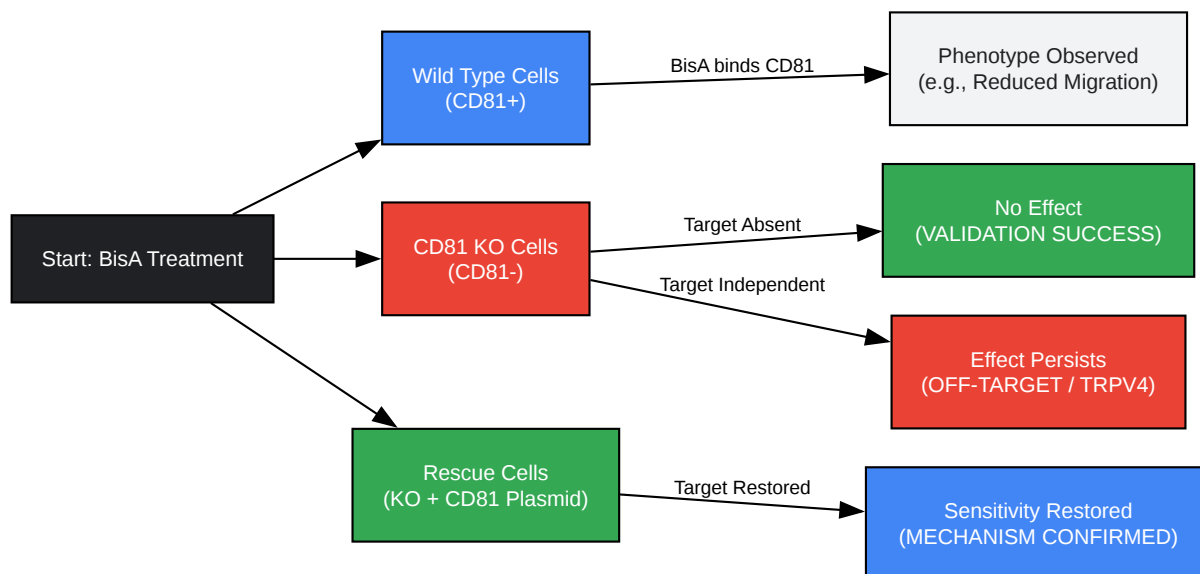 Start: BisA Treatment
Wild Type Cells
(CD81+)
BisA binds CD81
Phenotype Observed
(e.g., Reduced Migration)
CD81 KO Cells
(CD81-)
Target Absent
No Effect
(VALIDATION SUCCESS)
Target Independent
Effect Persists
(OFF-TARGET / TRPV4)
Rescue Cells
(KO + CD81 Plasmid)
Target Restored
Sensitivity Restored
(MECHANISM CONFIRMED)